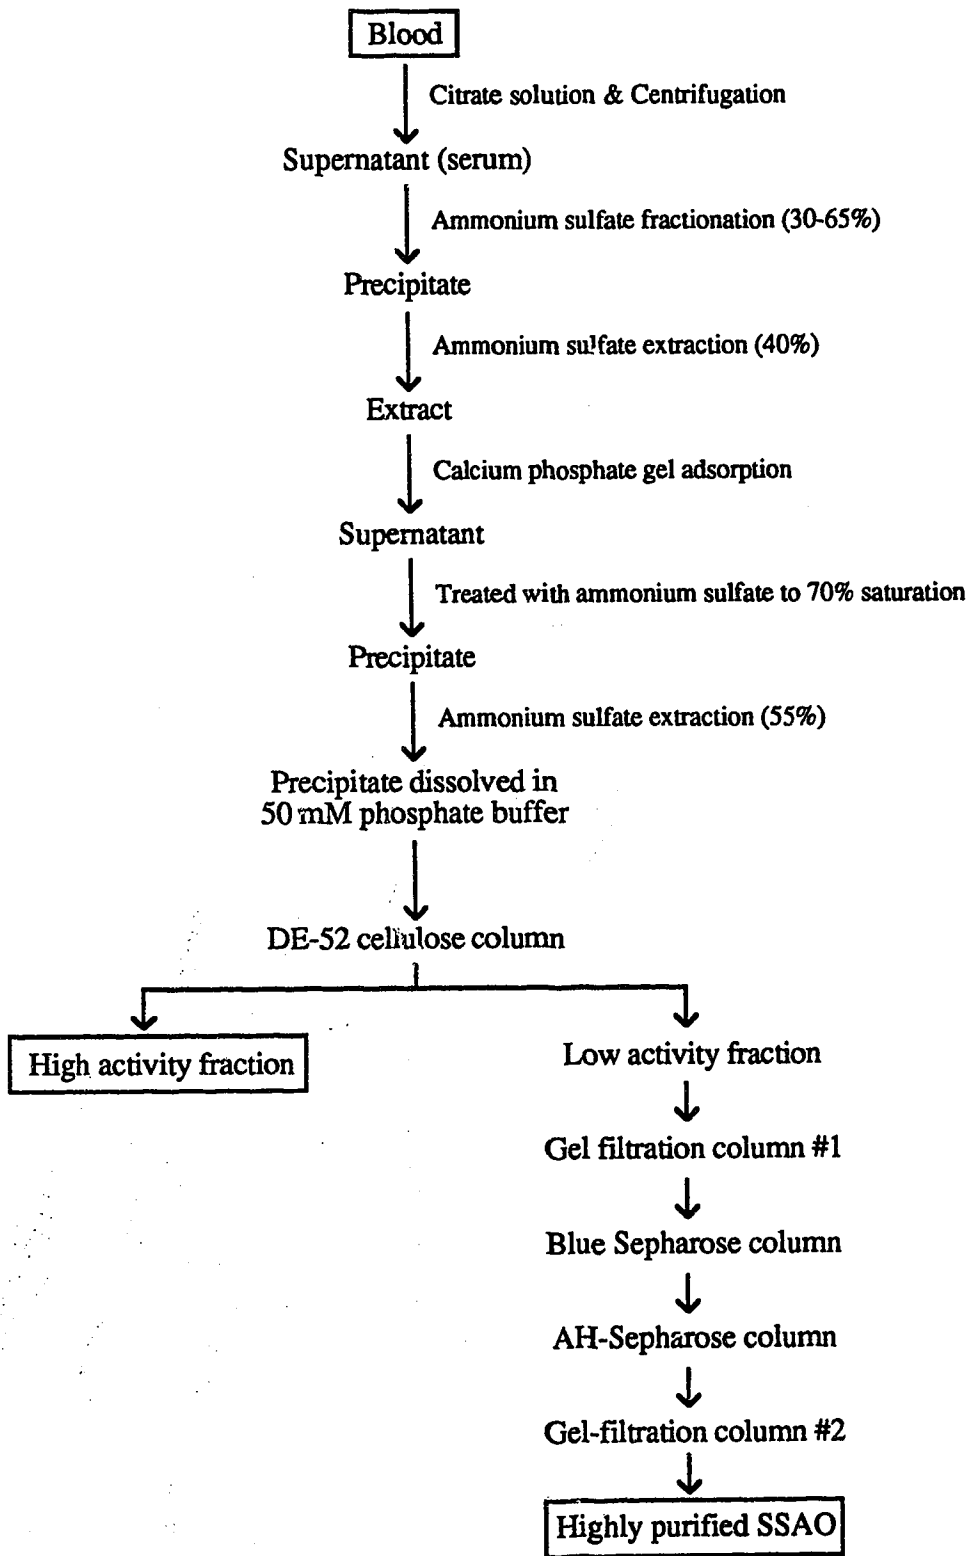 Blood
Citrate solution & Centrifugation
Supernatant (serum)
Ammonium sulfate fractionation (30-65%)
Precipitate
Ammonium sulfate extraction (40%)
Extract
Calcium phosphate gel adsorption
Supernatant
Treated with ammonium sulfate to 70% saturation
Precipitate
Ammonium sulfate extraction (55%)
Precipitate dissolved in
50 mM phosphate buffer
DE-52 cellulose column
High activity fraction
Low activity fraction
Gel filtration column #1
Blue Sepharose column
AH-Sepharose column
Gel-filtration column #2
Highly purified SSAO